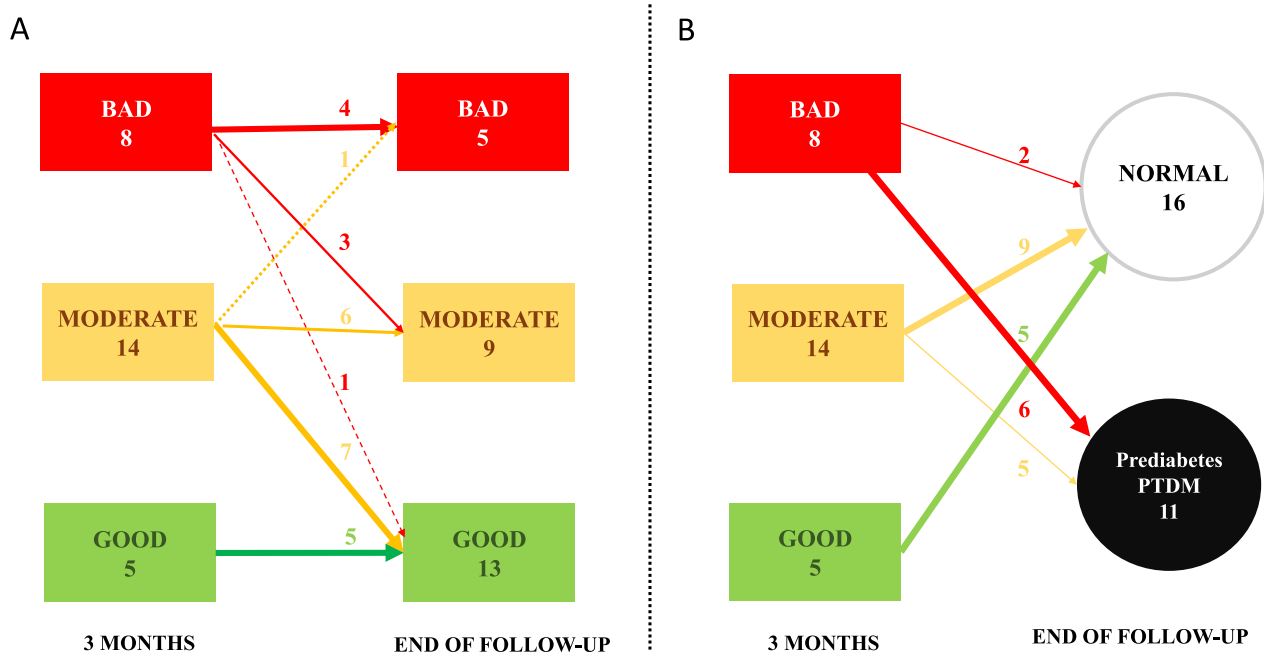 A
BAD
8
4
BAD
5
1
3
MODERATE
14
6
MODERATE
9
1
7
GOOD
5
5
GOOD
13
3 MONTHS
END OF FOLLOW-UP
B
BAD
8
2
NORMAL
16
9
MODERATE
14
5
6
5
Prediabetes
PTDM
11
GOOD
5
3 MONTHS
END OF FOLLOW-UP